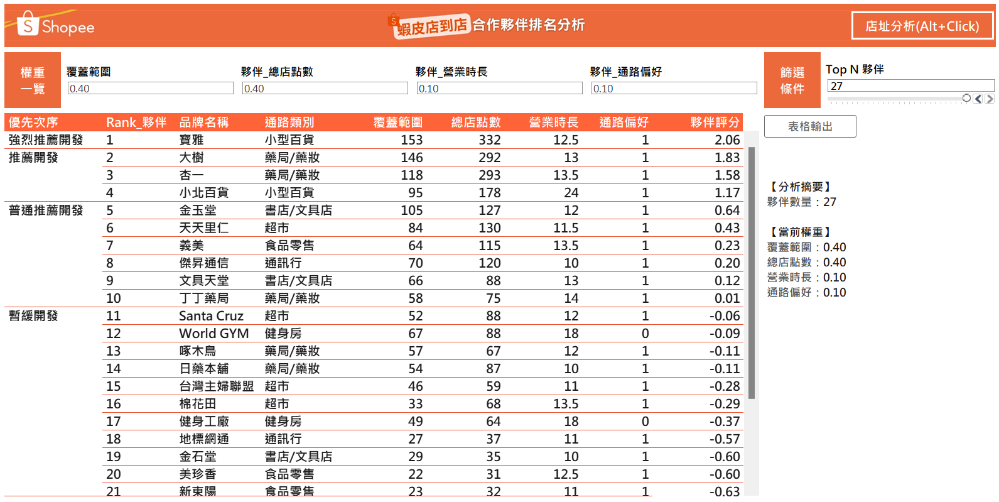 Shopee
蝦皮店到店 合作夥伴排名分析
店址分析(Alt+Click)
權重一覽
覆蓋範圍 夥伴_總店點數 夥伴_營業時長 夥伴_通路偏好
0.40 0.40 0.10 0.10
篩選條件
Top N 夥伴
27
表格輸出
優先次序 Rank_夥伴 品牌名稱 通路類別 覆蓋範圍 總店點數 營業時長 通路偏好 夥伴評分
強烈推薦開發 1 寶雅 小型百貨 153 332 12.5 1 2.06
推薦開發 2 大樹 藥局/藥妝 146 292 13 1 1.83
3 杏一 藥局/藥妝 118 293 13.5 1 1.58
4 小北百貨 小型百貨 95 178 24 1 1.17
普通推薦開發 5 金玉堂 書店/文具店 105 127 12 1 0.64
6 天天里仁 超市 84 130 11.5 1 0.43
7 義美 食品零售 64 115 13.5 1 0.23
8 傑昇通信 通訊行 70 120 10 1 0.20
9 文具天堂 書店/文具店 66 88 13 1 0.12
10 丁丁藥局 藥局/藥妝 58 75 14 1 0.01
暫緩開發 11 Santa Cruz 超市 52 88 12 1 -0.06
12 World GYM 健身房 67 88 18 0 -0.09
13 啄木鳥 藥局/藥妝 57 67 12 1 -0.11
14 日藥本舖 藥局/藥妝 54 87 10 1 -0.11
15 台灣主婦聯盟 超市 46 59 11 1 -0.28
16 棉花田 超市 33 68 13.5 1 -0.29
17 健身工廠 健身房 49 64 18 0 -0.37
18 地標網通 通訊行 27 37 11 1 -0.57
19 金石堂 書店/文具店 29 35 10 1 -0.60
20 美珍香 食品零售 22 31 12.5 1 -0.60
21 新東陽 食品零售 23 32 11 1 -0.63
【分析摘要】
夥伴數量：27
【當前權重】
覆蓋範圍：0.40
總店點數：0.40
營業時長：0.10
通路偏好：0.10